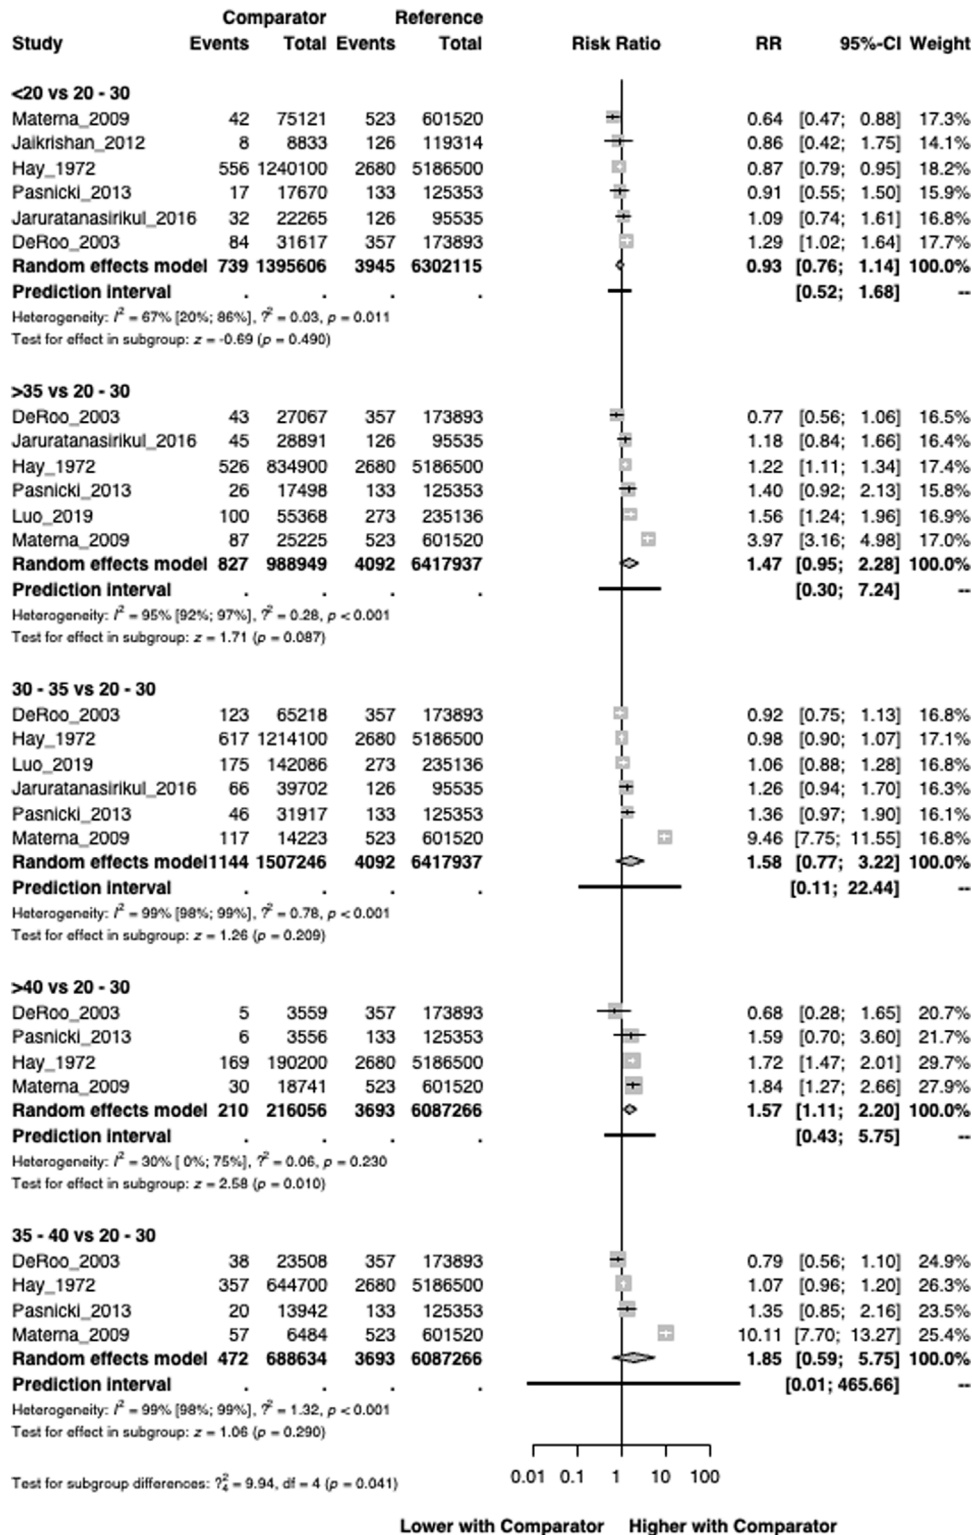 Comparator Reference
Study Events Total Events Total Risk Ratio RR 95%-CI Weight
<20 vs 20 - 30
Materna_2009 42 75121 523 601520 0.64 [0.47; 0.88] 17.3%
Jaikrishan_2012 8 8833 126 119314 0.86 [0.42; 1.75] 14.1%
Hay_1972 556 1240100 2680 5186500 0.87 [0.79; 0.95] 18.2%
Pasnicki_2013 17 17670 133 125353 0.91 [0.55; 1.50] 15.9%
Jaruratanasirikul_2016 32 22265 126 95535 1.09 [0.74; 1.61] 16.8%
DeRoo_2003 84 31617 357 173893 1.29 [1.02; 1.64] 17.7%
Random effects model 739 1395606 3945 6302115 0.93 [0.76; 1.14] 100.0%
Prediction interval . . . . [0.52; 1.68] --
Heterogeneity: I² = 67% [20%; 86%], ?² = 0.03, p = 0.011
Test for effect in subgroup: z = -0.69 (p = 0.490)
>35 vs 20 - 30
DeRoo_2003 43 27067 357 173893 0.77 [0.56; 1.06] 16.5%
Jaruratanasirikul_2016 45 28891 126 95535 1.18 [0.84; 1.66] 16.4%
Hay_1972 526 834900 2680 5186500 1.22 [1.11; 1.34] 17.4%
Pasnicki_2013 26 17498 133 125353 1.40 [0.92; 2.13] 15.8%
Luo_2019 100 55368 273 235136 1.56 [1.24; 1.96] 16.9%
Materna_2009 87 25225 523 601520 3.97 [3.16; 4.98] 17.0%
Random effects model 827 988949 4092 6417937 1.47 [0.95; 2.28] 100.0%
Prediction interval . . . . [0.30; 7.24] --
Heterogeneity: I² = 95% [92%; 97%], ?² = 0.28, p < 0.001
Test for effect in subgroup: z = 1.71 (p = 0.087)
30 - 35 vs 20 - 30
DeRoo_2003 123 65218 357 173893 0.92 [0.75; 1.13] 16.8%
Hay_1972 617 1214100 2680 5186500 0.98 [0.90; 1.07] 17.1%
Luo_2019 175 142086 273 235136 1.06 [0.88; 1.28] 16.8%
Jaruratanasirikul_2016 66 39702 126 95535 1.26 [0.94; 1.70] 16.3%
Pasnicki_2013 46 31917 133 125353 1.36 [0.97; 1.90] 16.1%
Materna_2009 117 14223 523 601520 9.46 [7.75; 11.55] 16.8%
Random effects model1144 1507246 4092 6417937 1.58 [0.77; 3.22] 100.0%
Prediction interval . . . . [0.11; 22.44] --
Heterogeneity: I² = 99% [98%; 99%], ?² = 0.78, p < 0.001
Test for effect in subgroup: z = 1.26 (p = 0.209)
>40 vs 20 - 30
DeRoo_2003 5 3559 357 173893 0.68 [0.28; 1.65] 20.7%
Pasnicki_2013 6 3556 133 125353 1.59 [0.70; 3.60] 21.7%
Hay_1972 169 190200 2680 5186500 1.72 [1.47; 2.01] 29.7%
Materna_2009 30 18741 523 601520 1.84 [1.27; 2.66] 27.9%
Random effects model 210 216056 3693 6087266 1.57 [1.11; 2.20] 100.0%
Prediction interval . . . . [0.43; 5.75] --
Heterogeneity: I² = 30% [ 0%; 75%], ?² = 0.06, p = 0.230
Test for effect in subgroup: z = 2.58 (p = 0.010)
35 - 40 vs 20 - 30
DeRoo_2003 38 23508 357 173893 0.79 [0.56; 1.10] 24.9%
Hay_1972 357 644700 2680 5186500 1.07 [0.96; 1.20] 26.3%
Pasnicki_2013 20 13942 133 125353 1.35 [0.85; 2.16] 23.5%
Materna_2009 57 6484 523 601520 10.11 [7.70; 13.27] 25.4%
Random effects model 472 688634 3693 6087266 1.85 [0.59; 5.75] 100.0%
Prediction interval . . . . [0.01; 465.66] --
Heterogeneity: I² = 99% [98%; 99%], ?² = 1.32, p < 0.001
Test for effect in subgroup: z = 1.06 (p = 0.290)
0.01 0.1 1 10 100
Test for subgroup differences: ?²₄ = 9.94, df = 4 (p = 0.041)
Lower with Comparator Higher with Comparator